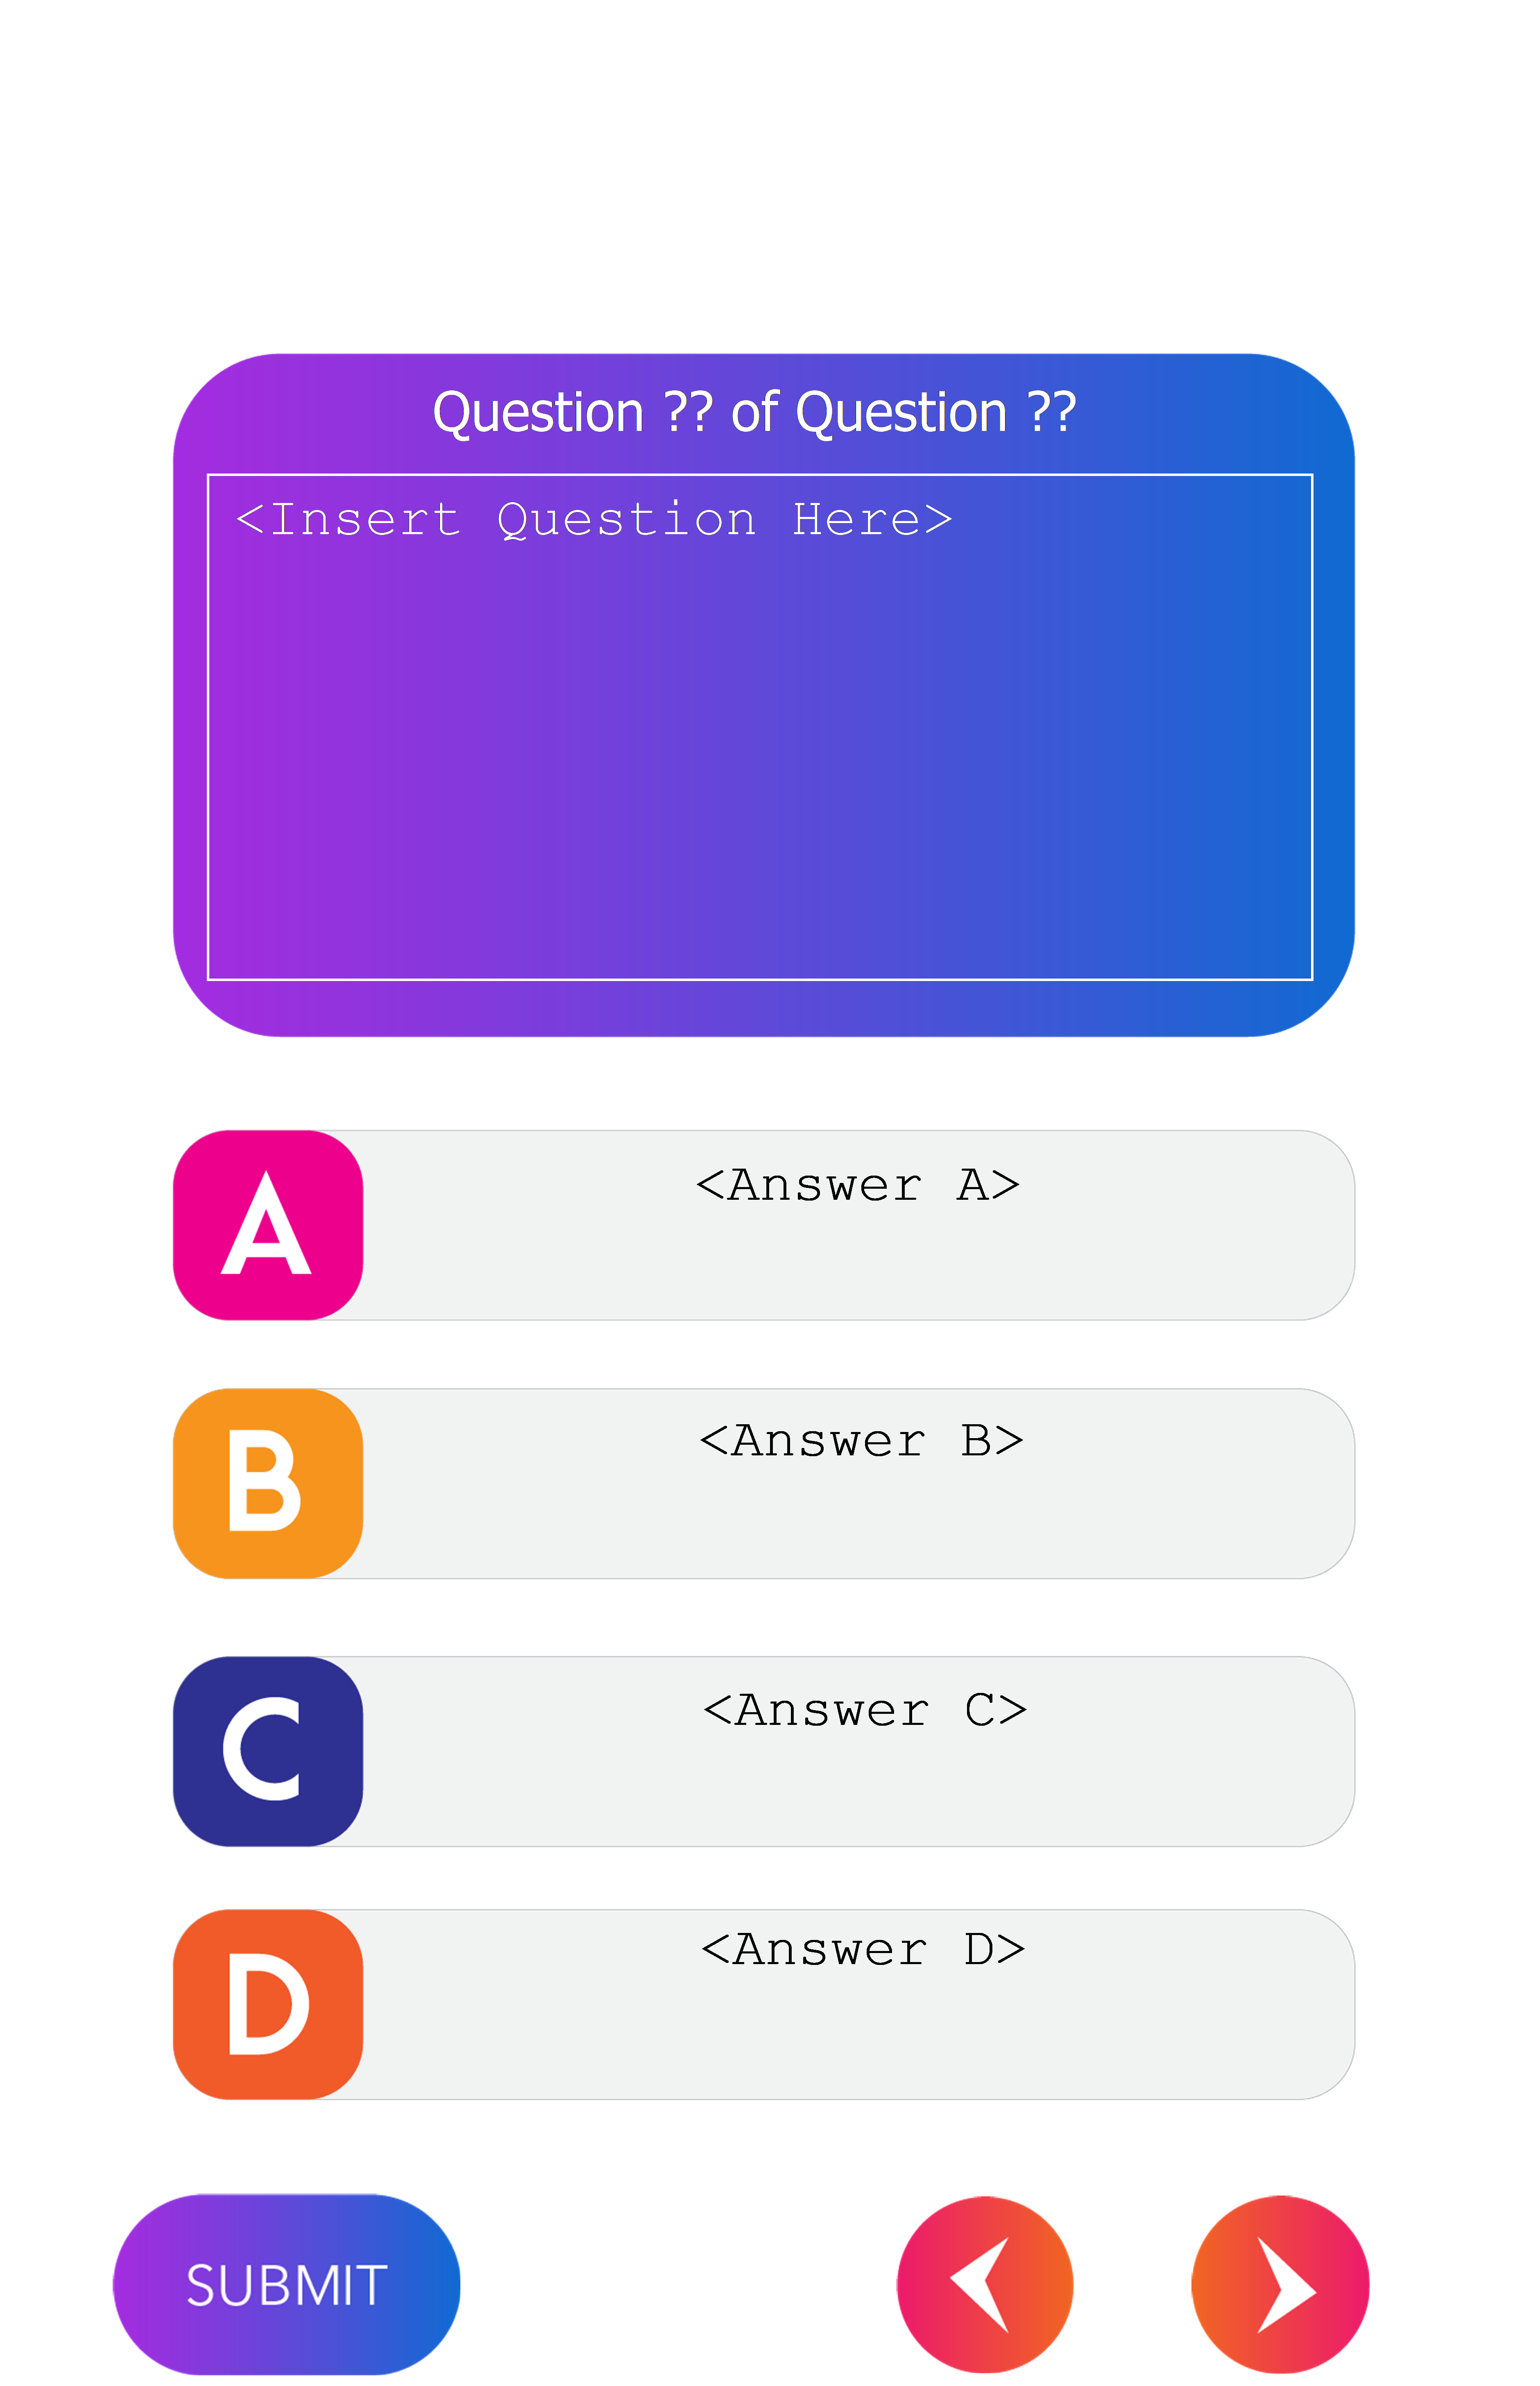 Question ?? of Question ??
<Insert Question Here>
A
<Answer A>
B
<Answer B>
C
<Answer C>
D
<Answer D>
SUBMIT